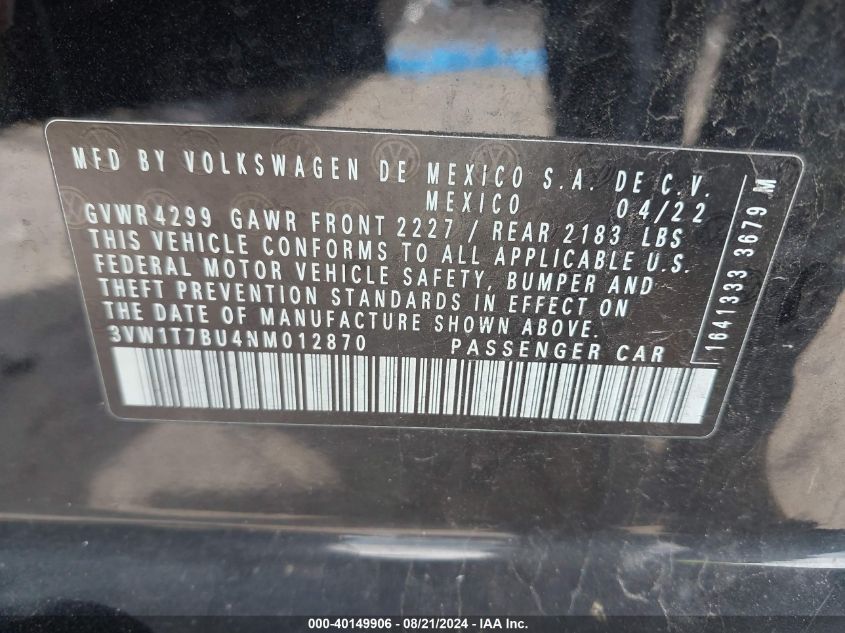 MFD BY VOLKSWAGEN DE MEXICO S.A. DE C.V.
MEXICO 04/22
GVWR 4299 GAWR FRONT 2227 / REAR 2183 LBS
THIS VEHICLE CONFORMS TO ALL APPLICABLE U.S.
FEDERAL MOTOR VEHICLE SAFETY, BUMPER AND
THEFT PREVENTION STANDARDS IN EFFECT ON
THE DATE OF MANUFACTURE SHOWN ABOVE.
3VW1T7BU4NM012870 PASSENGER CAR
1641333 3679 M
000-40149906 - 08/21/2024 - IAA Inc.